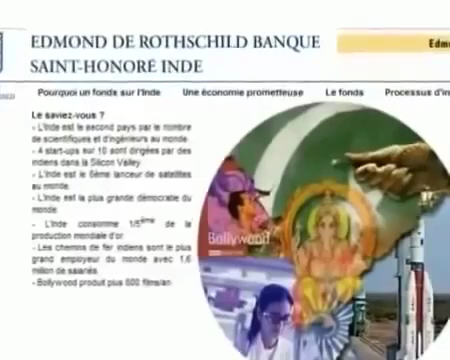 EDMOND DE ROTHSCHILD BANQUE
SAINT-HONORÉ INDE
Edm
Pourquoi un fonds sur l'Inde Une économie prometteuse Le fonds Processus d'in
Le saviez-vous ?
- L'Inde est le second pays par le nombre
de scientifiques et d'ingénieurs au monde.
- 4 start-ups sur 10 sont dirigées par des
indiens dans la Silicon Valley.
- L'Inde est le 6ème lanceur de satellites
au monde.
- L'Inde est la plus grande démocratie du
monde.
- L'Inde consomme 1/5ème de la
production mondiale d'or.
- Les chemins de fer indiens sont le plus
grand employeur du monde avec 1,6
million de salariés.
- Bollywood produit plus 800 films/an
Bollywood